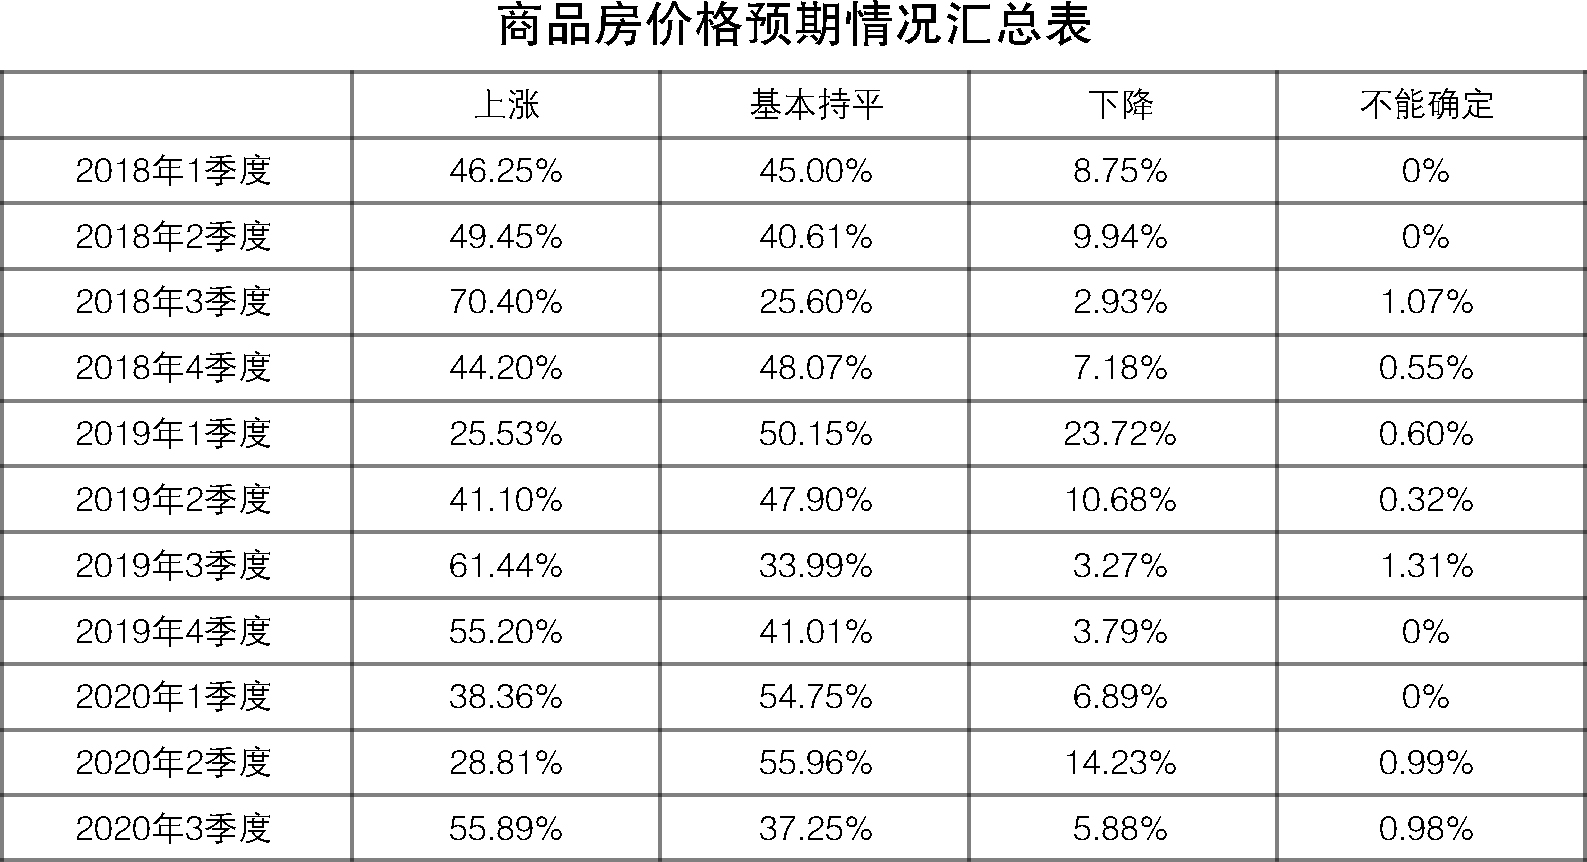 商品房价格预期情况汇总表
上涨 基本持平 下降 不能确定
2018年1季度 46.25% 45.00% 8.75% 0%
2018年2季度 49.45% 40.61% 9.94% 0%
2018年3季度 70.40% 25.60% 2.93% 1.07%
2018年4季度 44.20% 48.07% 7.18% 0.55%
2019年1季度 25.53% 50.15% 23.72% 0.60%
2019年2季度 41.10% 47.90% 10.68% 0.32%
2019年3季度 61.44% 33.99% 3.27% 1.31%
2019年4季度 55.20% 41.01% 3.79% 0%
2020年1季度 38.36% 54.75% 6.89% 0%
2020年2季度 28.81% 55.96% 14.23% 0.99%
2020年3季度 55.89% 37.25% 5.88% 0.98%